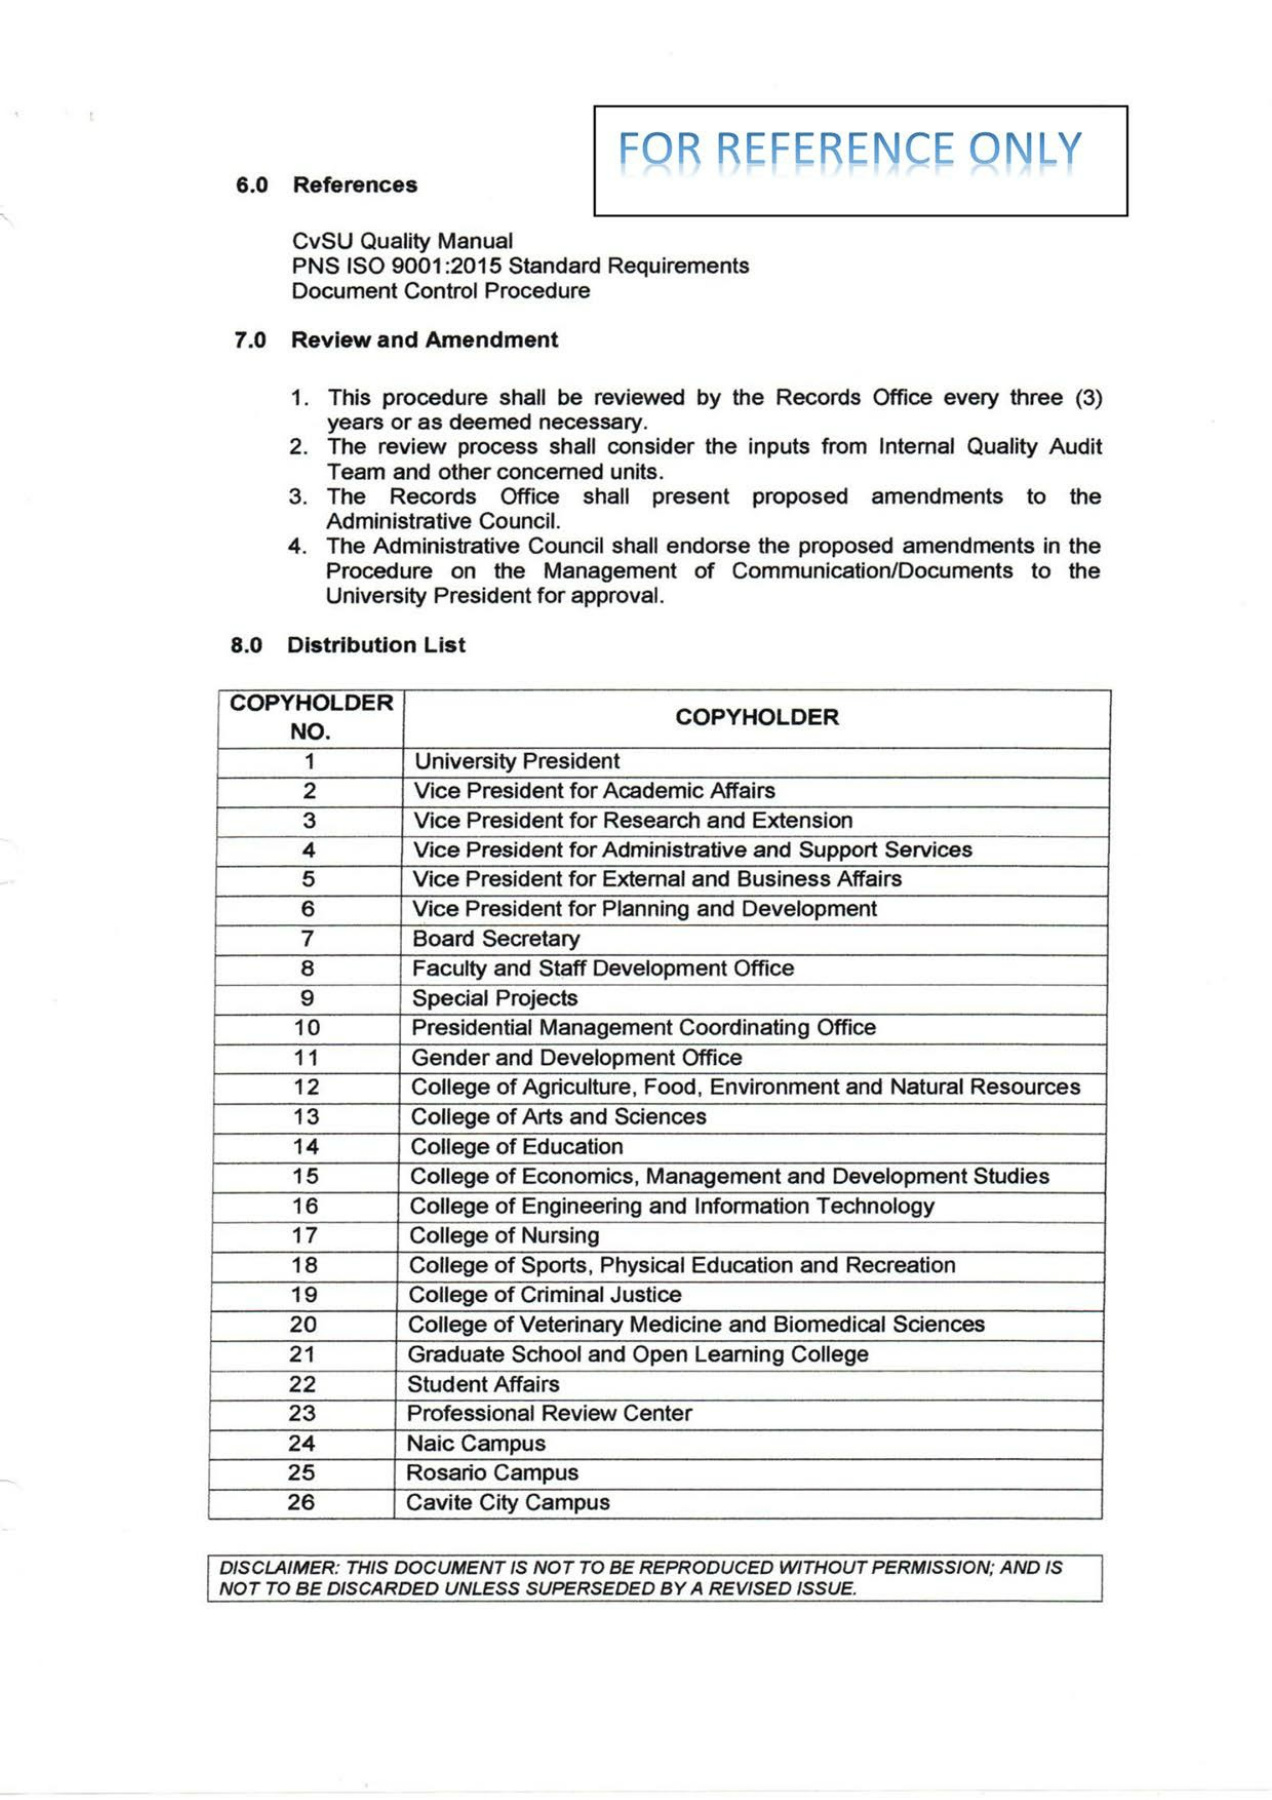 FOR REFERENCE ONLY
6.0 References
CvSU Quality Manual
PNS ISO 9001:2015 Standard Requirements
Document Control Procedure
7.0 Review and Amendment
1. This procedure shall be reviewed by the Records Office every three (3)
years or as deemed necessary.
2. The review process shall consider the inputs from Internal Quality Audit
Team and other concerned units.
3. The Records Office shall present proposed amendments to the
Administrative Council.
4. The Administrative Council shall endorse the proposed amendments in the
Procedure on the Management of Communication/Documents to the
University President for approval.
8.0 Distribution List
COPYHOLDER
NO.
COPYHOLDER
1 University President
2 Vice President for Academic Affairs
3 Vice President for Research and Extension
4 Vice President for Administrative and Support Services
5 Vice President for External and Business Affairs
6 Vice President for Planning and Development
7 Board Secretary
8 Faculty and Staff Development Office
9 Special Projects
10 Presidential Management Coordinating Office
11 Gender and Development Office
12 College of Agriculture, Food, Environment and Natural Resources
13 College of Arts and Sciences
14 College of Education
15 College of Economics, Management and Development Studies
16 College of Engineering and Information Technology
17 College of Nursing
18 College of Sports, Physical Education and Recreation
19 College of Criminal Justice
20 College of Veterinary Medicine and Biomedical Sciences
21 Graduate School and Open Learning College
22 Student Affairs
23 Professional Review Center
24 Naic Campus
25 Rosario Campus
26 Cavite City Campus
DISCLAIMER: THIS DOCUMENT IS NOT TO BE REPRODUCED WITHOUT PERMISSION; AND IS
NOT TO BE DISCARDED UNLESS SUPERSEDED BY A REVISED ISSUE.